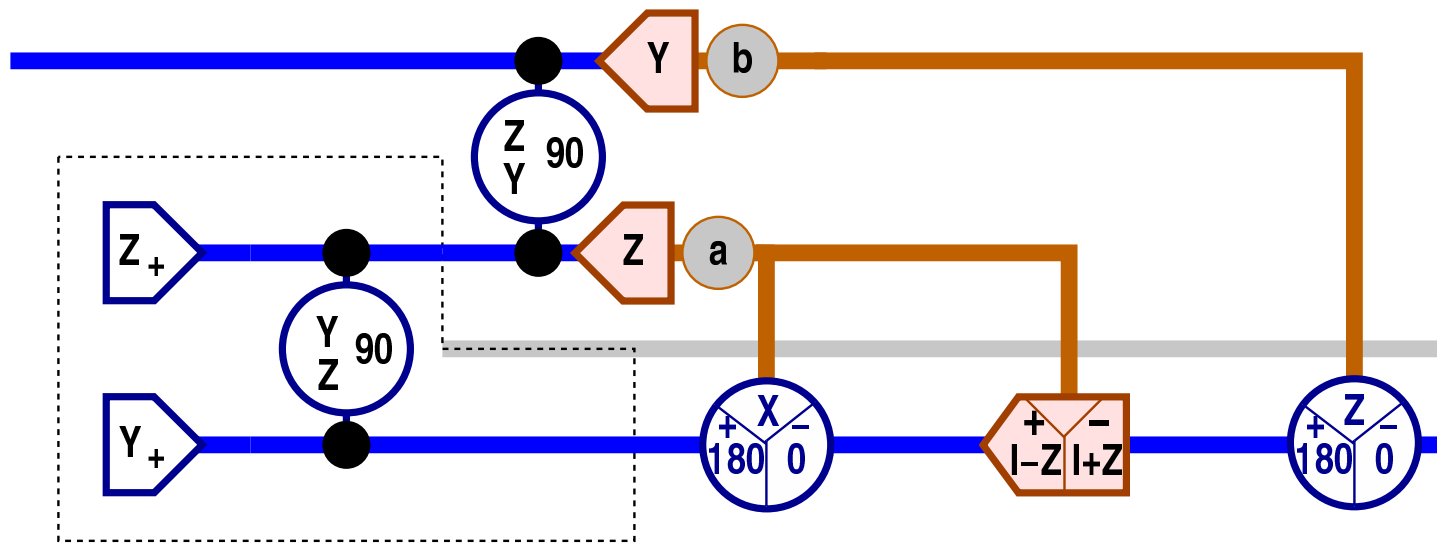 Y b
Z
Y 90
Z + Z a
Y
Z 90
Y + X + 180 − 0 + I−Z − I+Z Z + 180 − 0